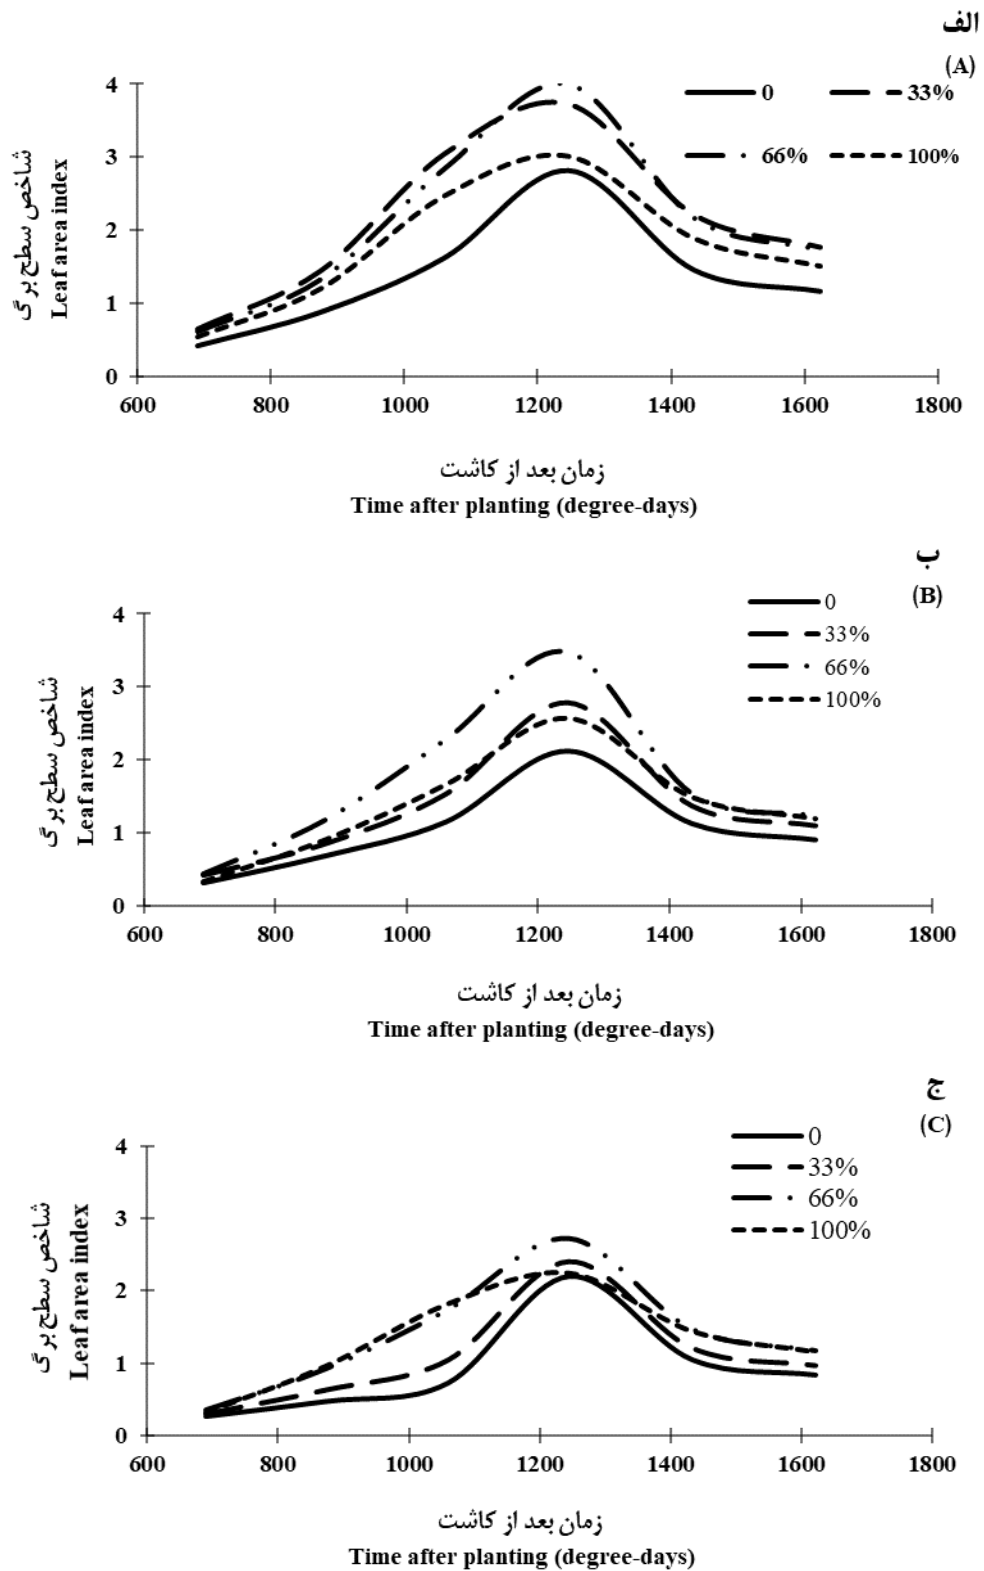 الف
(A)
0
33%
66%
100%
4
3
2
1
0
شاخص سطح برگ
Leaf area index
600
800
1000
1200
1400
1600
1800
زمان بعد از کاشت
Time after planting (degree-days)
ب
(B)
0
33%
66%
100%
4
3
2
1
0
شاخص سطح برگ
Leaf area index
600
800
1000
1200
1400
1600
1800
زمان بعد از کاشت
Time after planting (degree-days)
ج
(C)
0
33%
66%
100%
4
3
2
1
0
شاخص سطح برگ
Leaf area index
600
800
1000
1200
1400
1600
1800
زمان بعد از کاشت
Time after planting (degree-days)